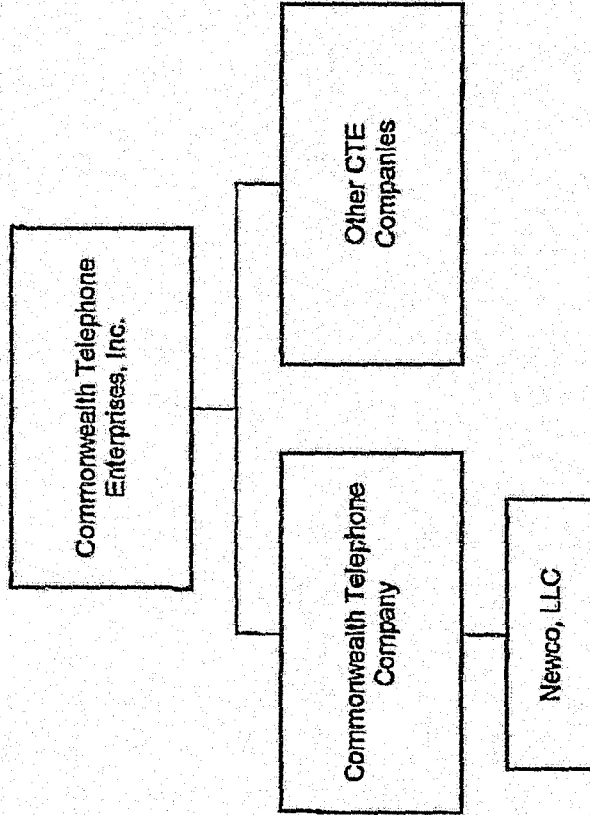 Commonwealth Telephone
Enterprises, Inc.
Commonwealth Telephone
Company
Other CTE
Companies
Newco, LLC